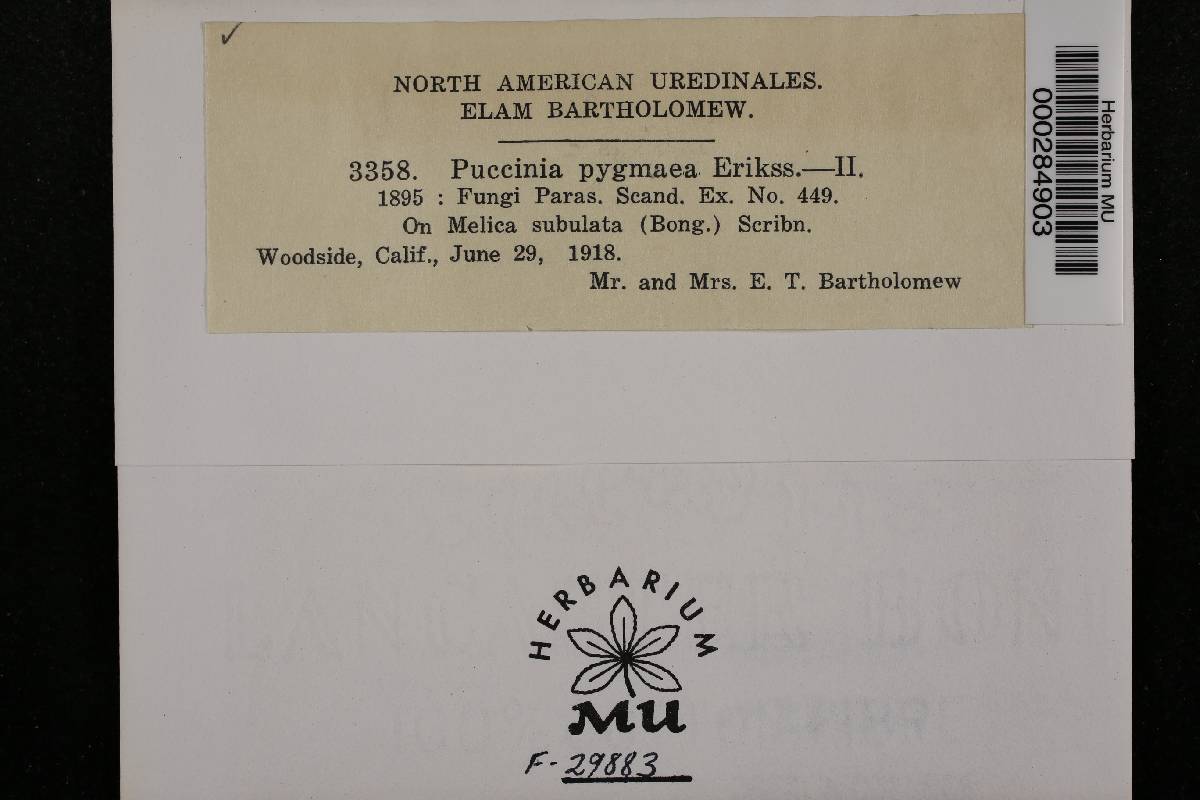 NORTH AMERICAN UREDINALES.
ELAM BARTHOLOMEW.
3358. Puccinia pygmaea Erikss.—II.
1895 : Fungi Paras. Scand. Ex. No. 449.
On Melica subulata (Bong.) Scribn.
Woodside, Calif., June 29, 1918.
Mr. and Mrs. E. T. Bartholomew
Herbarium MU
000284903
HERBARIUM
MU
F- 29883